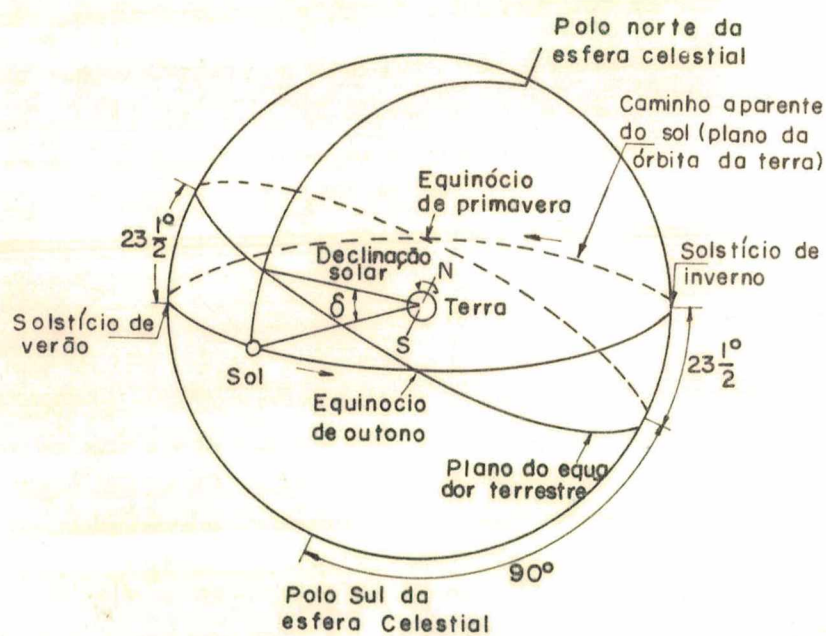 Polo norte da
esfera celestial
Caminho aparente
do sol (plano da
órbita da terra)
Equinócio
de primavera
23 1/2°
Declinação
solar
N
Solstício de
inverno
δ
Terra
Solstício de
verão
S
Sol
23 1/2°
Equinocio
de outono
Plano do equa
dor terrestre
90°
Polo Sul da
esfera Celestial